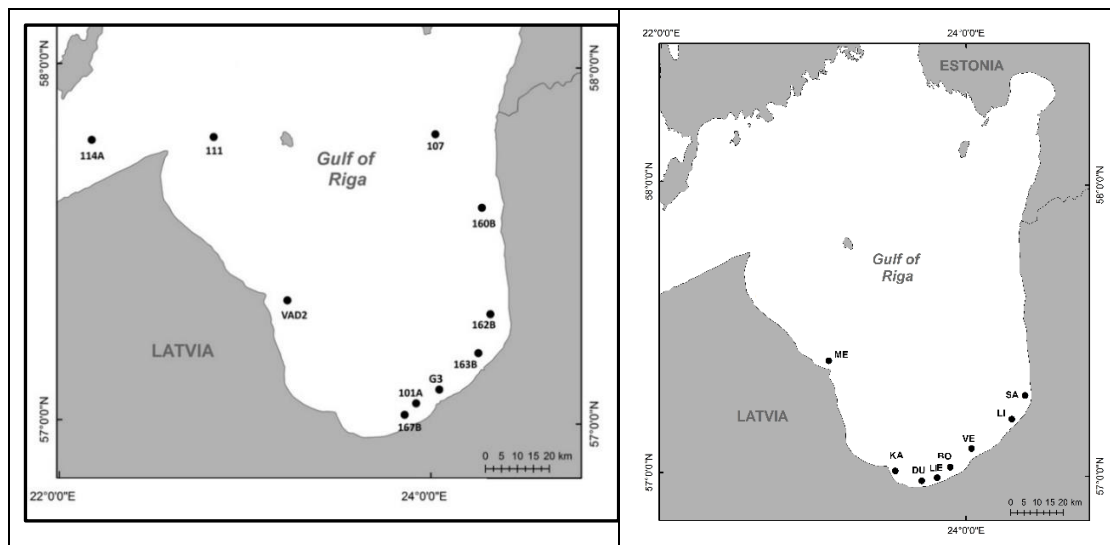 58°0'0"N
58°0'0"N
114A
111
107
Gulf of
Riga
160B
VAD2
162B
LATVIA
163B
G3
101A
167B
57°0'0"N
57°0'0"N
0 5 10 15 20 km
22°0'0"E
24°0'0"E
22°0'0"E
24°0'0"E
ESTONIA
58°0'0"N
58°0'0"N
Gulf of
Riga
ME
SA
LI
LATVIA
VE
KA
BO
DU
LIE
57°0'0"N
57°0'0"N
0 5 10 15 20 km
24°0'0"E